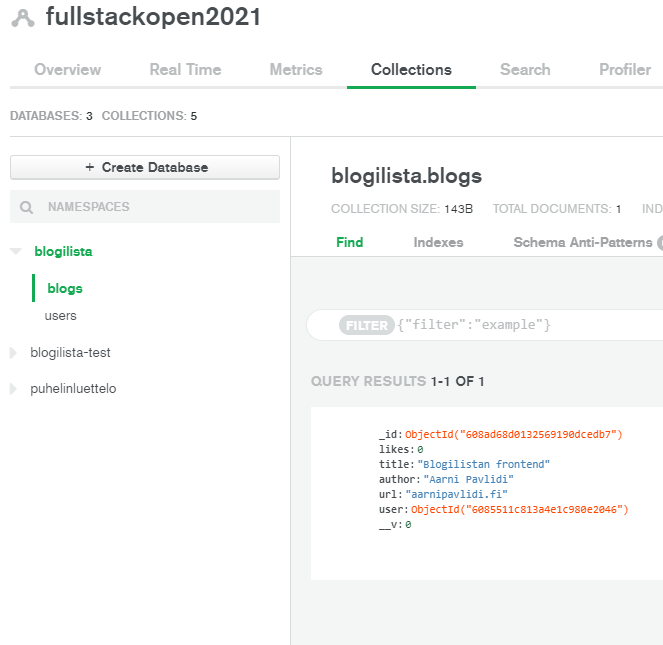 fullstackopen2021
Overview Real Time Metrics Collections Search Profiler
DATABASES: 3 COLLECTIONS: 5
+ Create Database
NAMESPACES
blogilista
blogs
users
blogilista-test
puhelinluettelo
blogilista.blogs
COLLECTION SIZE: 143B TOTAL DOCUMENTS: 1 IND
Find Indexes Schema Anti-Patterns
FILTER {"filter":"example"}
QUERY RESULTS 1-1 OF 1
_id: ObjectId("608ad68d0132569190dcedb7")
likes: 0
title: "Blogilistan frontend"
author: "Aarni Pavlidi"
url: "aarnipavlidi.fi"
user: ObjectId("6085511c813a4e1c980e2046")
__v: 0